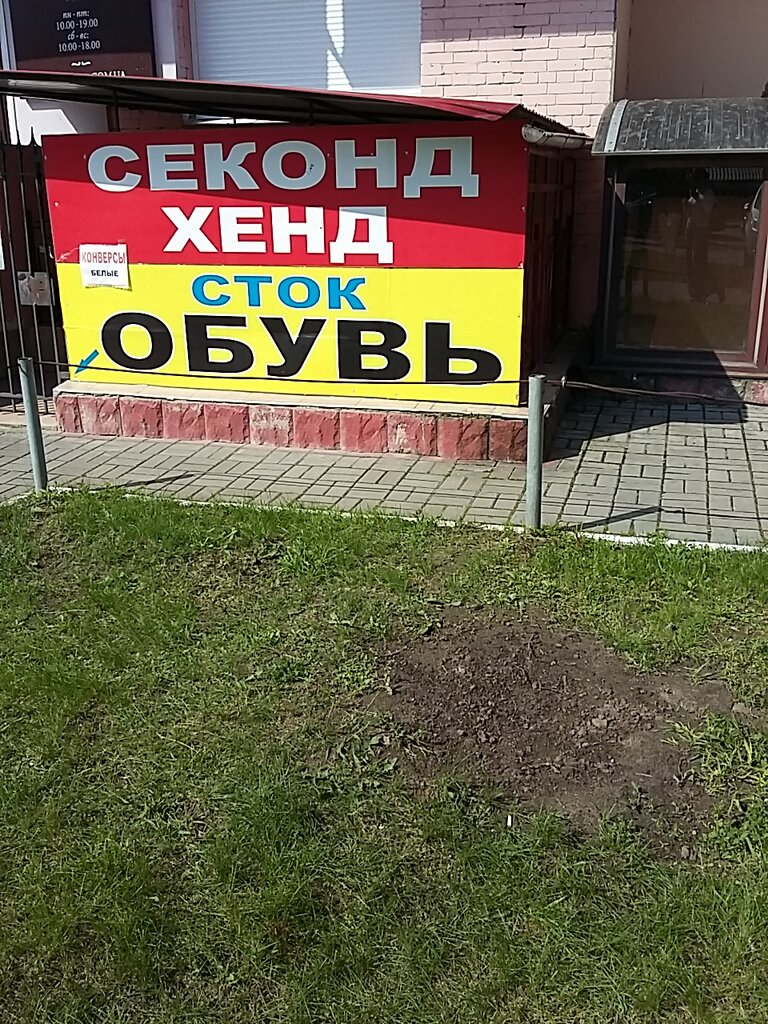 пн - пт:
10.00 -19.00
сб - вс:
10.00 -18.00
СЕКОНД
ХЕНД
КОНВЕРСЫ
БЕЛЫЕ
СТОК
ОБУВЬ